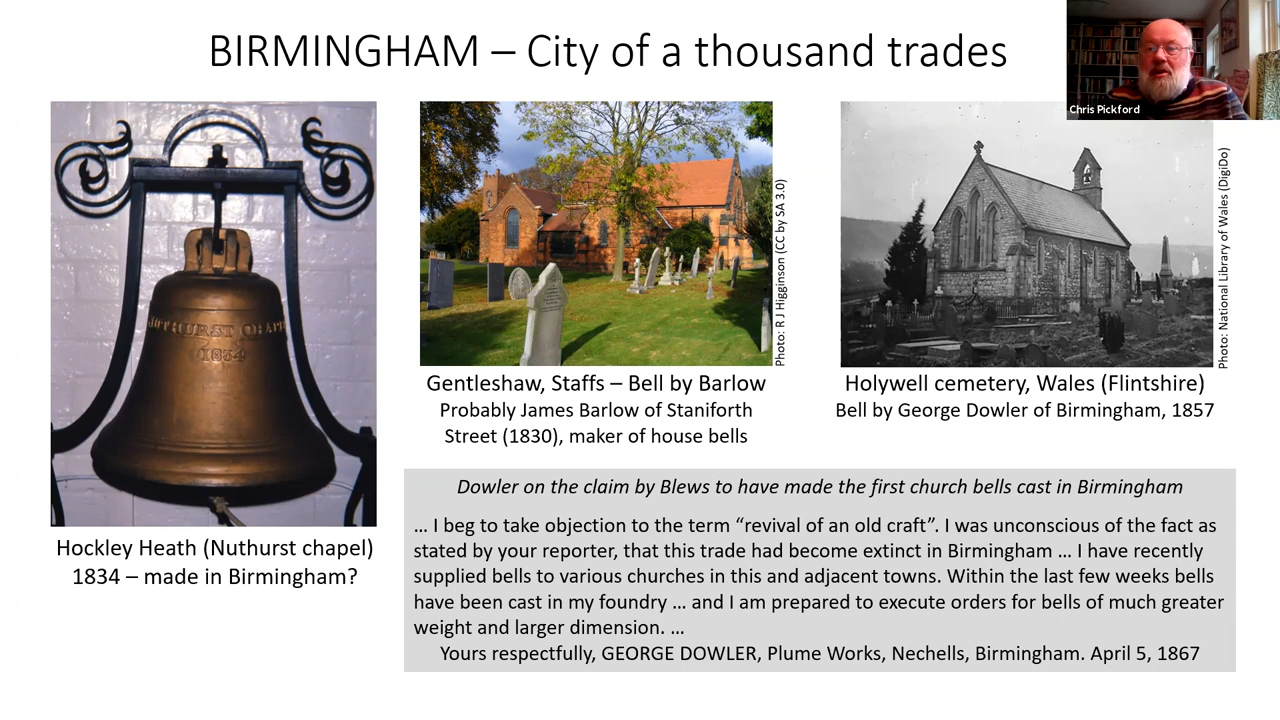 BIRMINGHAM – City of a thousand trades
Chris Pickford
NUTHURST CHAPE
1834
Photo: R J Higginson (CC by SA 3.0)
Photo: National Library of Wales (DigiDo)
Hockley Heath (Nuthurst chapel)
1834 – made in Birmingham?
Gentleshaw, Staffs – Bell by Barlow
Probably James Barlow of Staniforth
Street (1830), maker of house bells
Holywell cemetery, Wales (Flintshire)
Bell by George Dowler of Birmingham, 1857
Dowler on the claim by Blews to have made the first church bells cast in Birmingham
... I beg to take objection to the term “revival of an old craft”. I was unconscious of the fact as
stated by your reporter, that this trade had become extinct in Birmingham ... I have recently
supplied bells to various churches in this and adjacent towns. Within the last few weeks bells
have been cast in my foundry ... and I am prepared to execute orders for bells of much greater
weight and larger dimension. ...
Yours respectfully, GEORGE DOWLER, Plume Works, Nechells, Birmingham. April 5, 1867